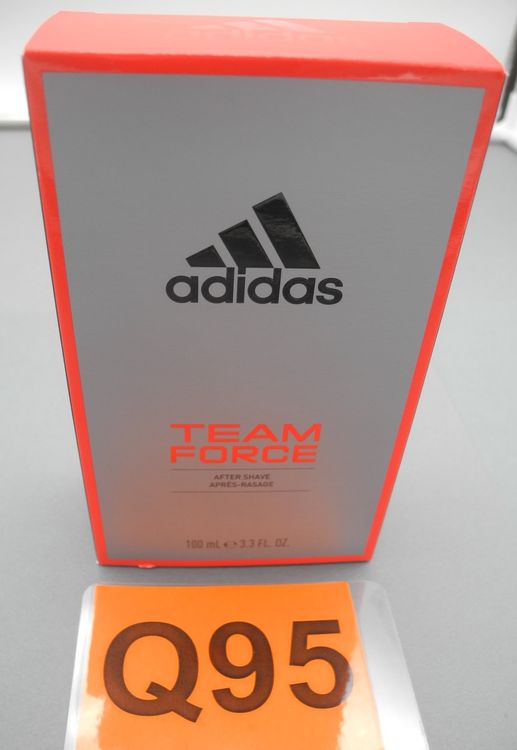 adidas
TEAM
FORCE
AFTER SHAVE
APRÈS-RASAGE
100 mL ℮ 3.3 FL. OZ.
Q95